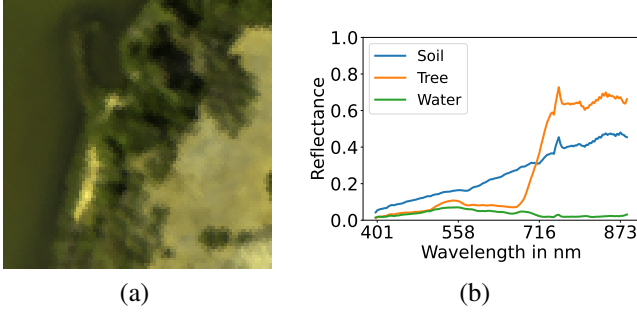 1.0
0.8
0.6
0.4
0.2
0.0
Reflectance
Soil
Tree
Water
401 558 716 873
Wavelength in nm
(a) (b)